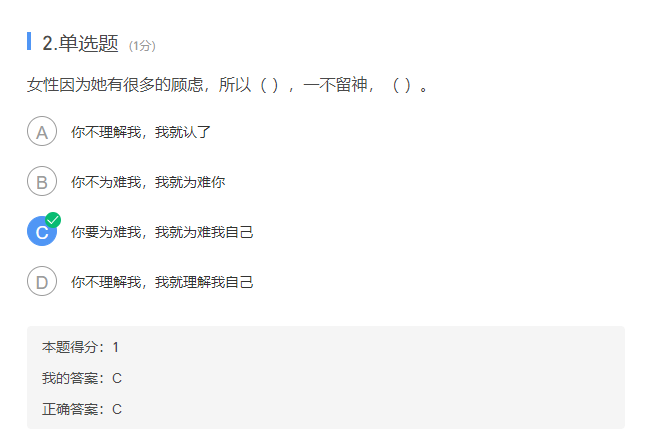 2.单选题 (1分)
女性因为她有很多的顾虑，所以（ ），一不留神，（ ）。
A 你不理解我，我就认了
B 你不为难我，我就为难你
C 你要为难我，我就为难我自己
D 你不理解我，我就理解我自己
本题得分：1
我的答案：C
正确答案：C